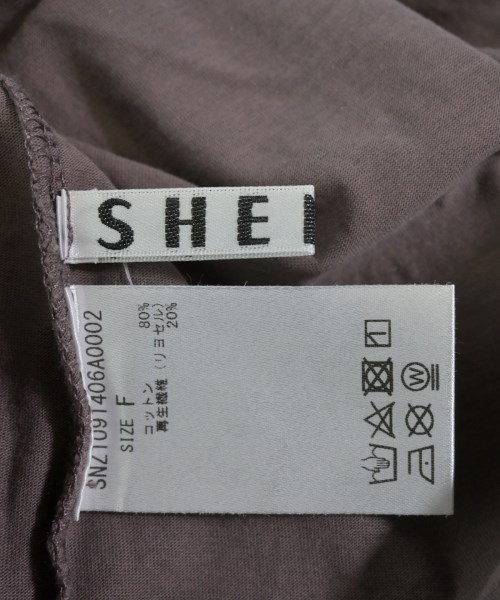 SHE
SNZ1091406A0002
SIZE F
コットン 80%
再生繊維(リヨセル) 20%
W